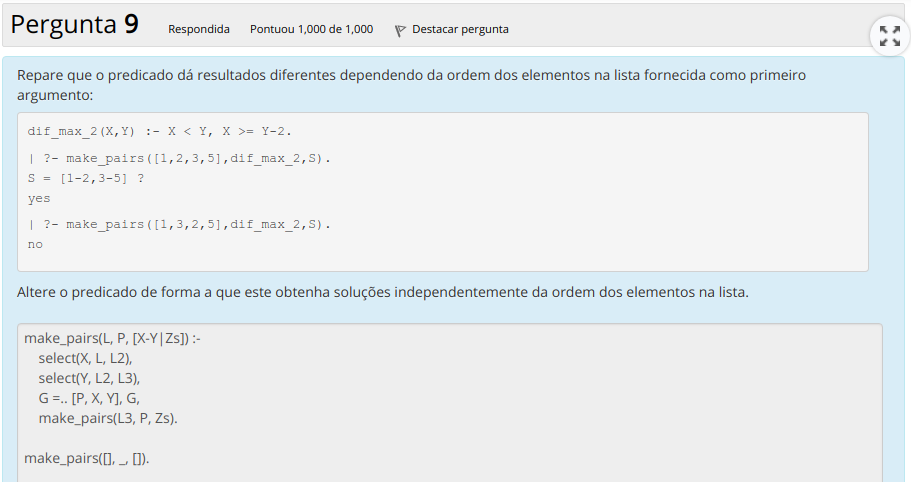 Pergunta 9 Respondida Pontuou 1,000 de 1,000 Destacar pergunta
Repare que o predicado dá resultados diferentes dependendo da ordem dos elementos na lista fornecida como primeiro
argumento:
dif_max_2(X,Y) :- X < Y, X >= Y-2.
| ?- make_pairs([1,2,3,5],dif_max_2,S).
S = [1-2,3-5] ?
yes
| ?- make_pairs([1,3,2,5],dif_max_2,S).
no
Altere o predicado de forma a que este obtenha soluções independentemente da ordem dos elementos na lista.
make_pairs(L, P, [X-Y|Zs]) :-
select(X, L, L2),
select(Y, L2, L3),
G =.. [P, X, Y], G,
make_pairs(L3, P, Zs).
make_pairs([], _, []).